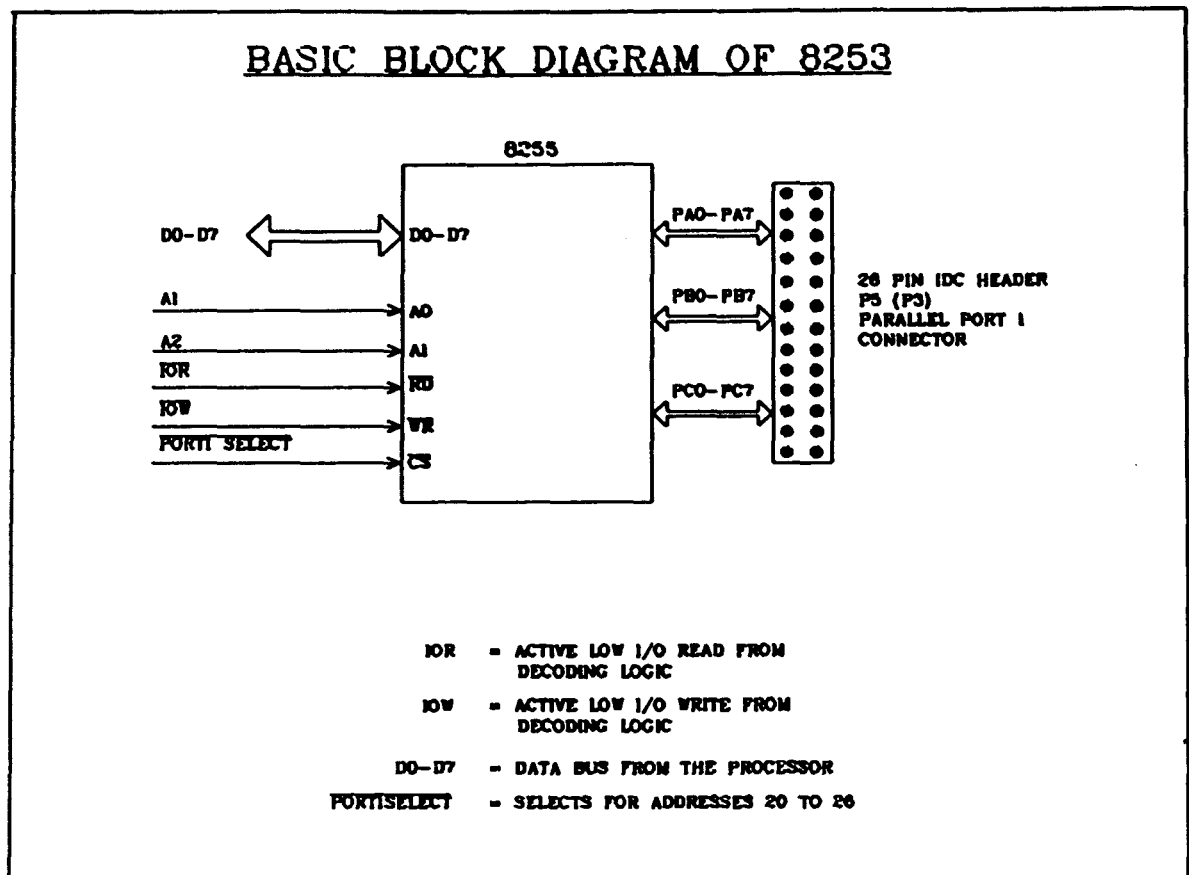 BASIC BLOCK DIAGRAM OF 8253
8255
D0-D7
D0-D7
PA0-PA7
A1
A0
PB0-PB7
26 PIN IDC HEADER
P5 (P3)
PARALLEL PORT 1
CONNECTOR
A2
A1
IOR
RD
PC0-PC7
IOW
WR
PORT1 SELECT
CS
IOR = ACTIVE LOW I/O READ FROM
DECODING LOGIC
IOW = ACTIVE LOW I/O WRITE FROM
DECODING LOGIC
D0-D7 = DATA BUS FROM THE PROCESSOR
PORT1SELECT = SELECTS FOR ADDRESSES 20 TO 26